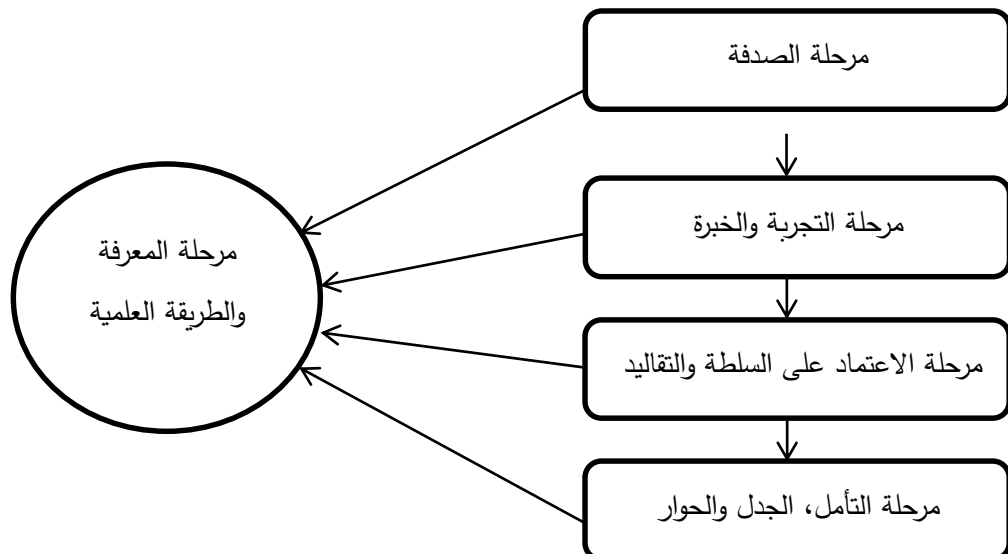 مرحلة الصدفة
مرحلة التجربة والخبرة
مرحلة الاعتماد على السلطة والتقاليد
مرحلة التأمل، الجدل والحوار
مرحلة المعرفة
والطريقة العلمية